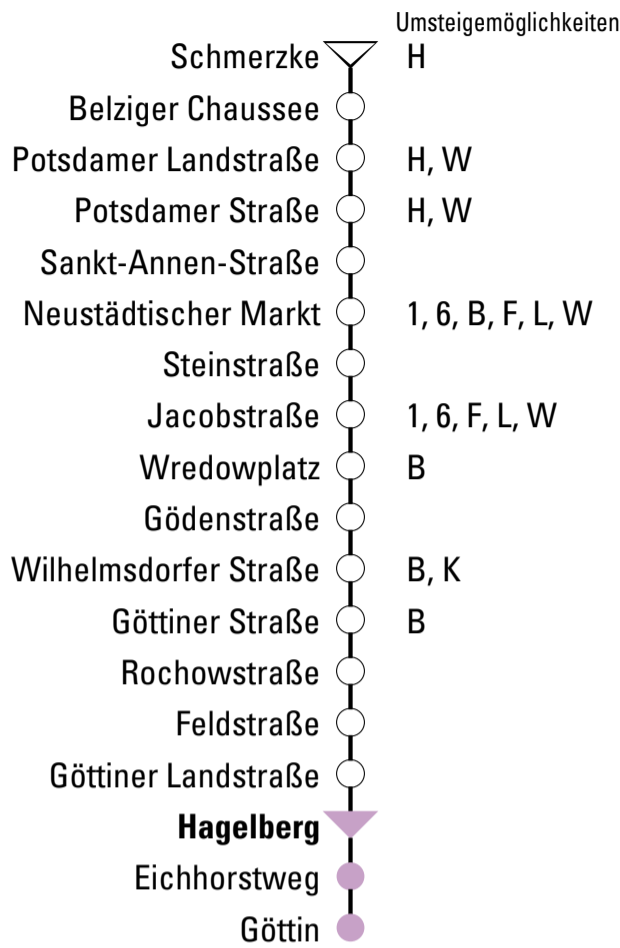 Umsteigemöglichkeiten
Schmerzke H
Belziger Chaussee
Potsdamer Landstraße H, W
Potsdamer Straße H, W
Sankt-Annen-Straße
Neustädtischer Markt 1, 6, B, F, L, W
Steinstraße
Jacobstraße 1, 6, F, L, W
Wredowplatz B
Gödenstraße
Wilhelmsdorfer Straße B, K
Göttiner Straße B
Rochowstraße
Feldstraße
Göttiner Landstraße
Hagelberg
Eichhorstweg
Göttin